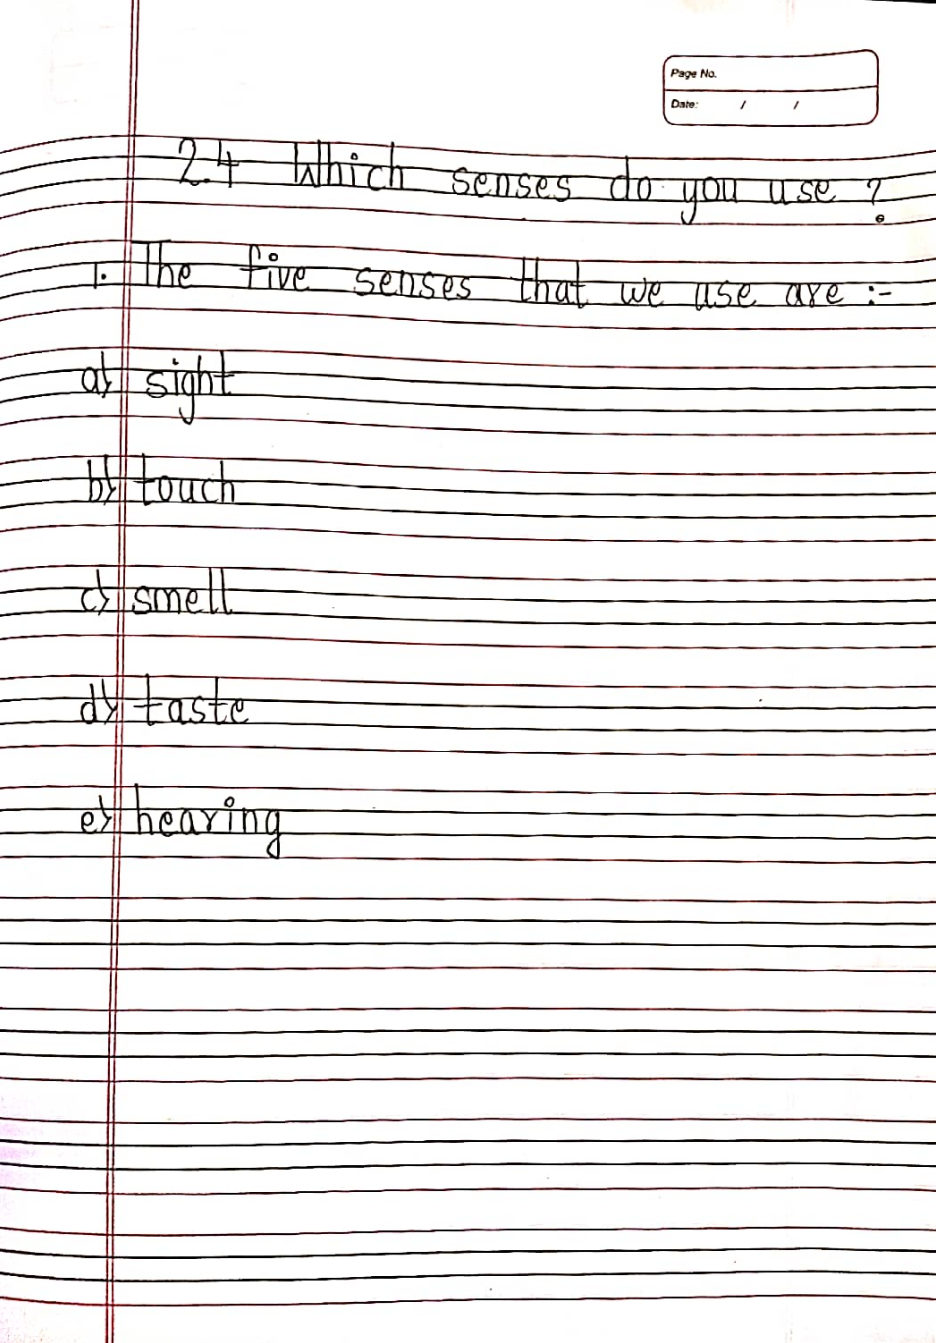 Page No.
Date: / /
2.4 Which senses do you use ?
1. The five senses that we use are :-
a) sight
b) touch
c) smell
d) taste
e) hearing